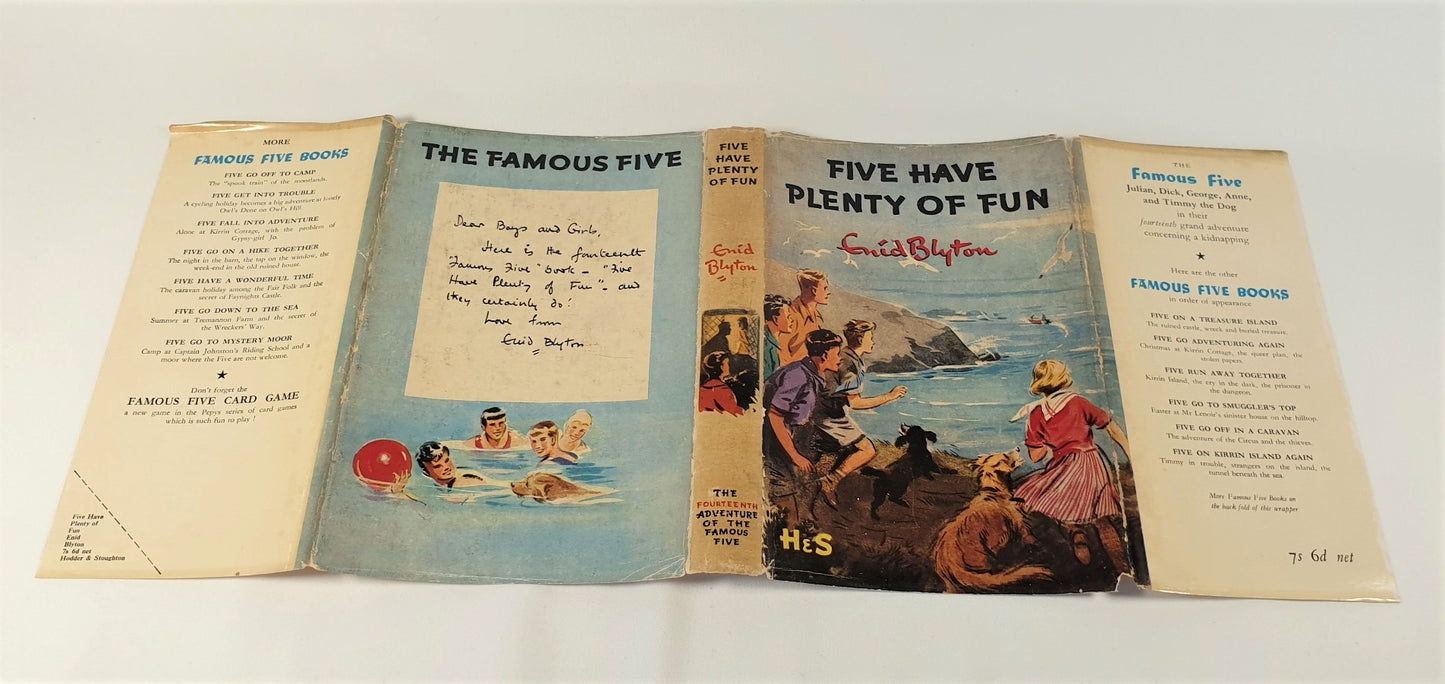 MORE
FAMOUS FIVE BOOKS
FIVE GO OFF TO CAMP
The "spook train" of the moorlands.
FIVE GET INTO TROUBLE
A cycling holiday becomes a big adventure at lonely
Owl's Dene on Owl's Hill.
FIVE FALL INTO ADVENTURE
Alone at Kirrin Cottage, with the problem of
Gypsy-girl Jo.
FIVE GO ON A HIKE TOGETHER
The night in the barn, the tap on the window, the
week-end in the old ruined house.
FIVE HAVE A WONDERFUL TIME
The caravan holiday among the Fair Folk and the
secret of Faynights Castle.
FIVE GO DOWN TO THE SEA
Summer at Tremannon Farm and the secret of
the Wreckers' Way.
FIVE GO TO MYSTERY MOOR
Camp at Captain Johnston's Riding School and a
moor where the Five are not welcome.
★
Don't forget the
FAMOUS FIVE CARD GAME
a new game in the Pepys series of card games
which is such fun to play!
Five Have
Plenty of
Fun
Enid
Blyton
7s 6d net
Hodder & Stoughton
THE FAMOUS FIVE
Dear Boys and Girls,
Here is the fourteenth
"Famous Five" book - "Five
Have Plenty of Fun" - and
they certainly do!
Love from
Enid Blyton
FIVE
HAVE
PLENTY
OF FUN
Enid
Blyton
THE
FOURTEENTH
ADVENTURE
OF THE
FAMOUS
FIVE
FIVE HAVE
PLENTY OF FUN
Enid Blyton
H&S
THE
Famous Five
Julian, Dick, George, Anne,
and Timmy the Dog
in their
fourteenth grand adventure
concerning a kidnapping
★
Here are the other
FAMOUS FIVE BOOKS
in order of appearance
FIVE ON A TREASURE ISLAND
The ruined castle, wreck and buried treasure.
FIVE GO ADVENTURING AGAIN
Christmas at Kirrin Cottage, the queer plan, the
stolen papers.
FIVE RUN AWAY TOGETHER
Kirrin Island, the cry in the dark, the prisoner in
the dungeon.
FIVE GO TO SMUGGLER'S TOP
Easter at Mr Lenoir's sinister house on the hilltop.
FIVE GO OFF IN A CARAVAN
The adventure of the Circus and the thieves.
FIVE ON KIRRIN ISLAND AGAIN
Timmy in trouble, strangers on the island, the
tunnel beneath the sea.
More Famous Five Books on
the back fold of this wrapper
7s 6d net